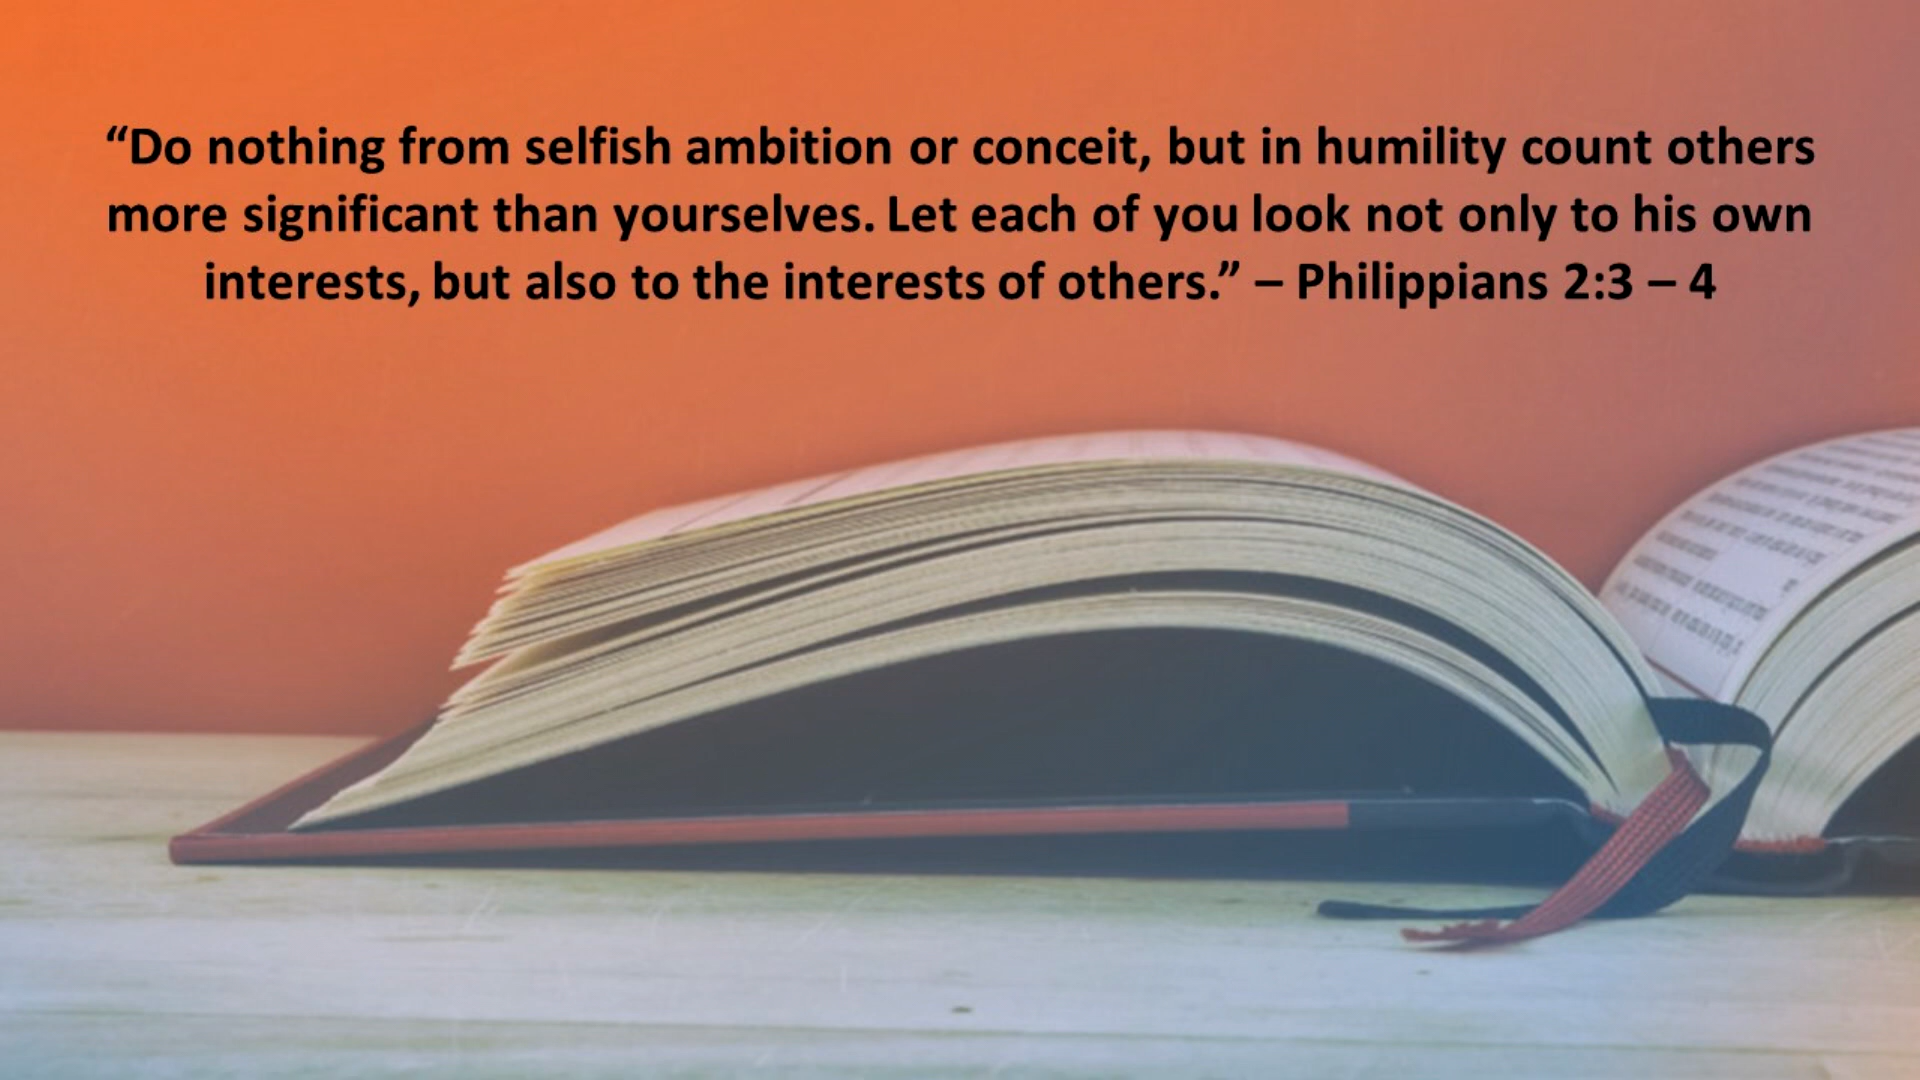 “Do nothing from selfish ambition or conceit, but in humility count others
more significant than yourselves. Let each of you look not only to his own
interests, but also to the interests of others.” – Philippians 2:3 – 4